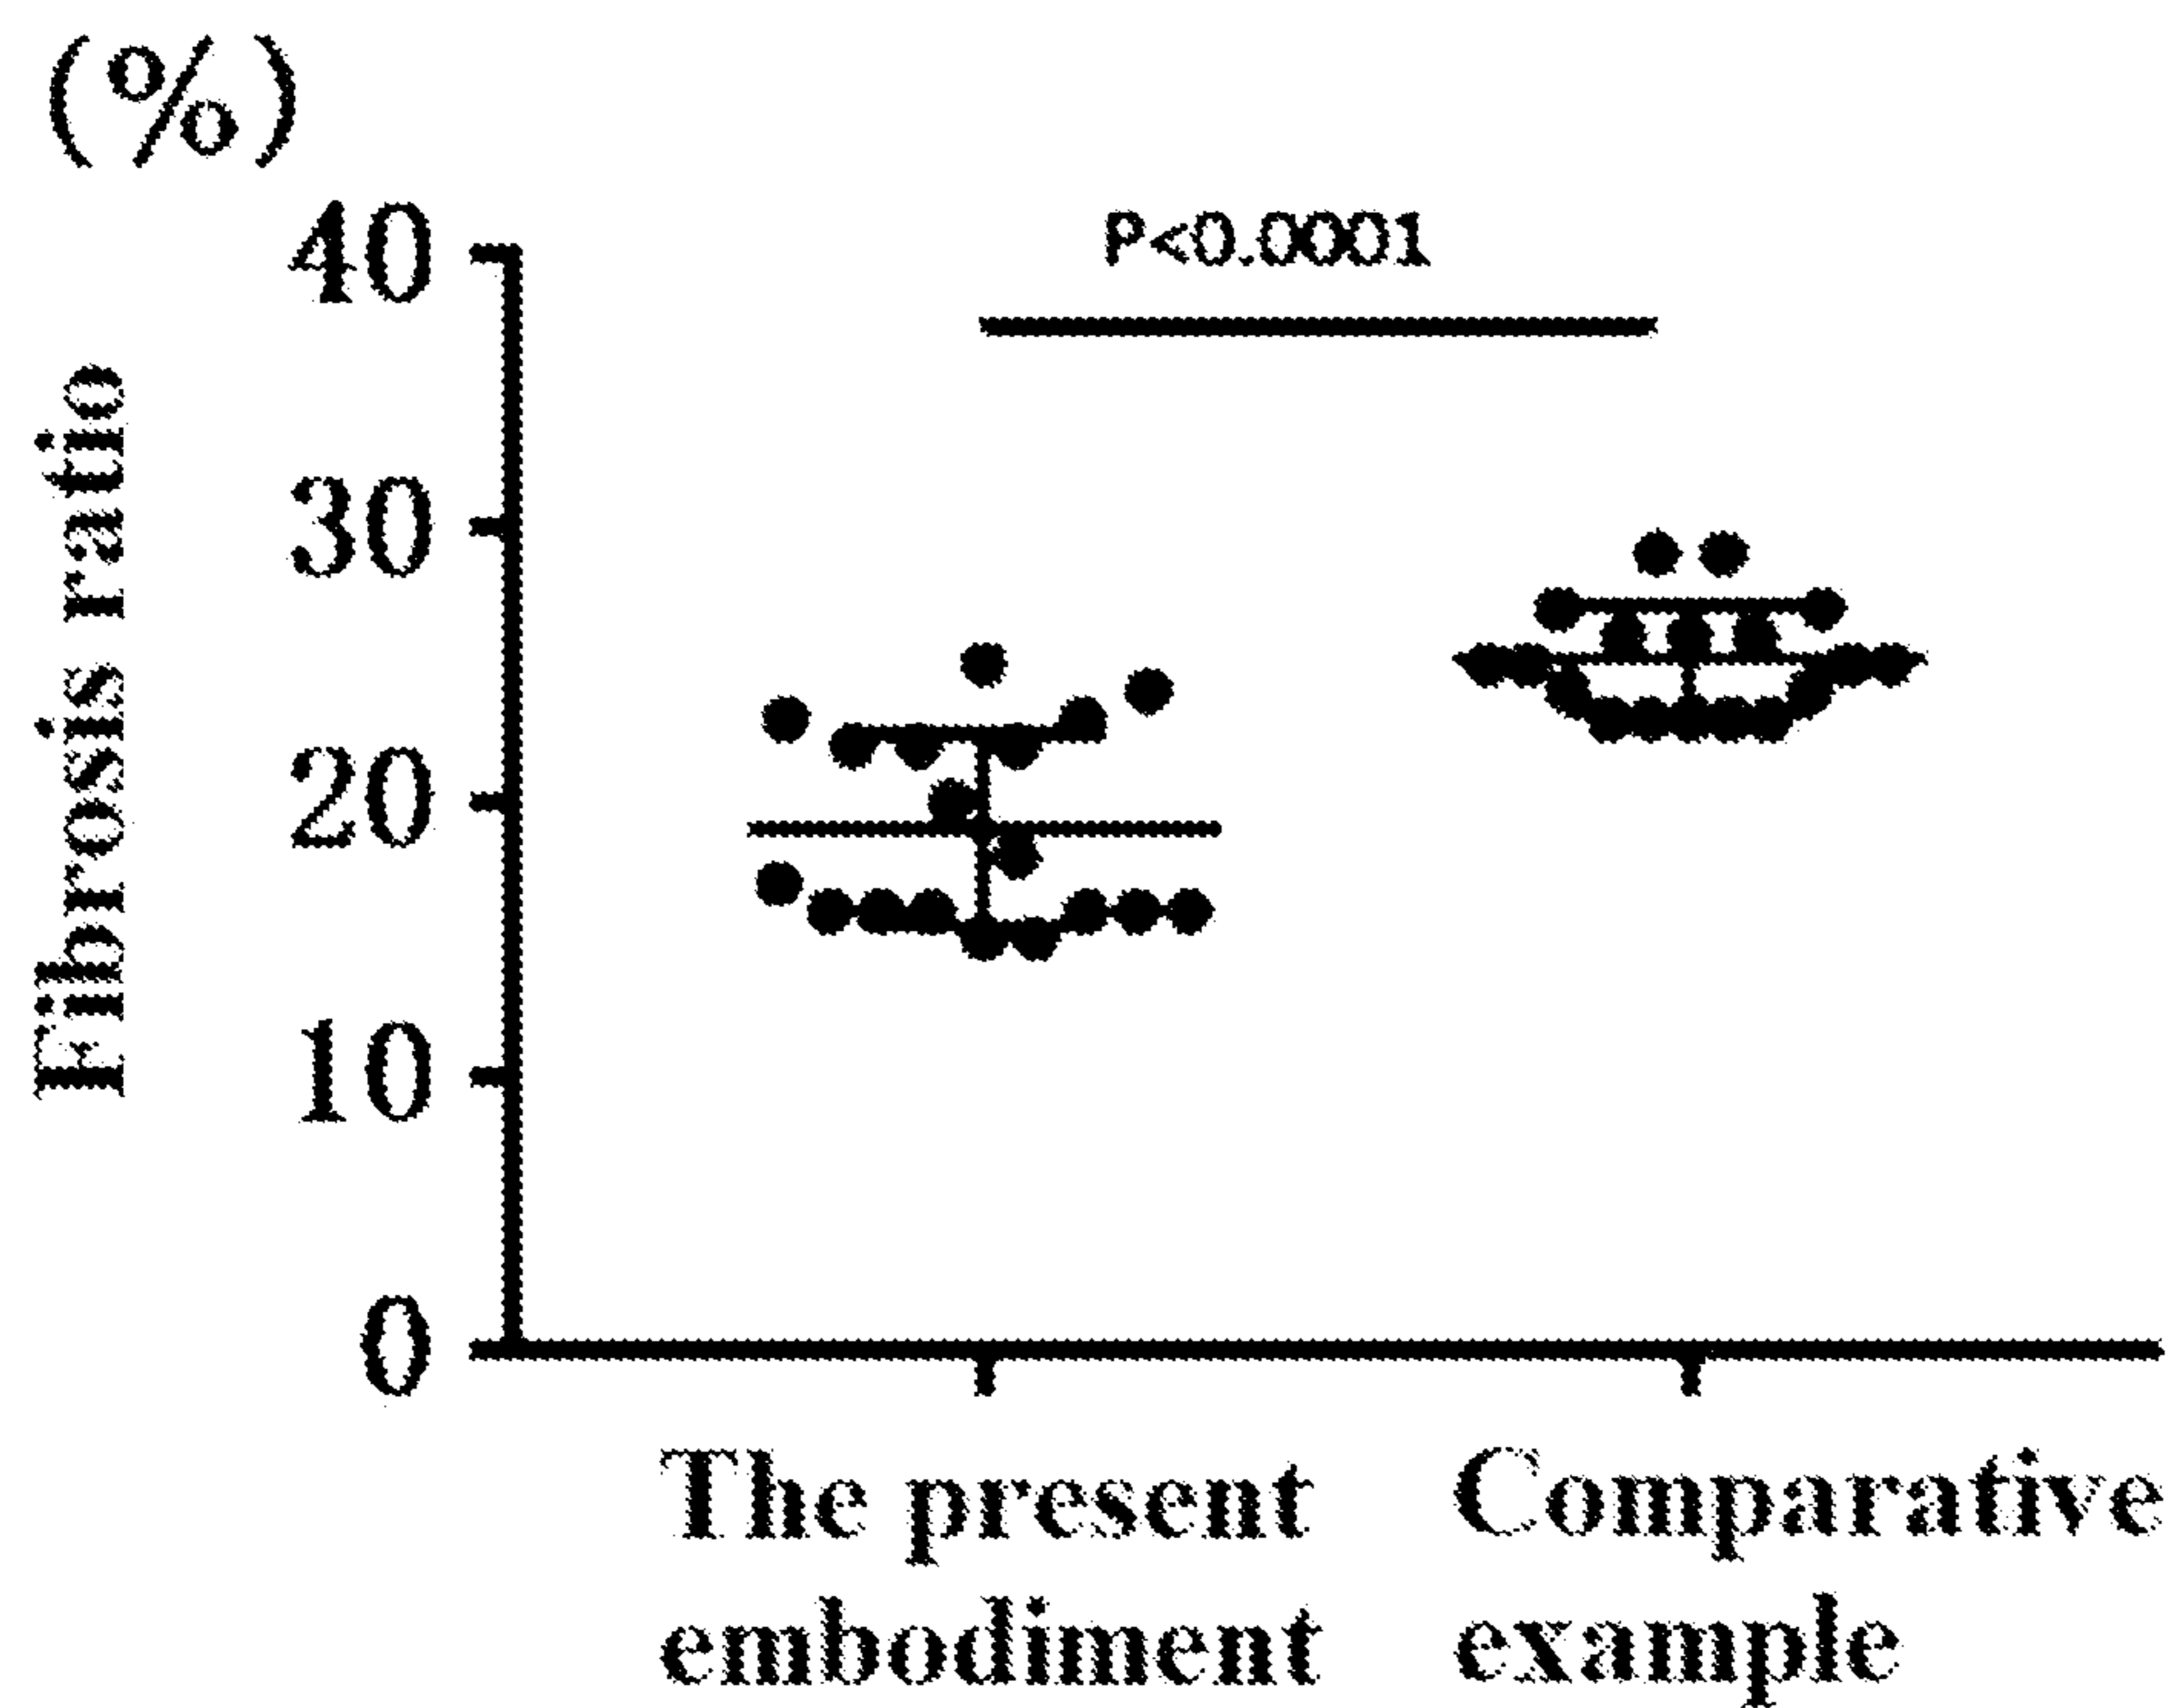 (%)
Fibrosis ratio
40
30
20
10
0
P<0.0001
The present
embodiment
Comparative
example